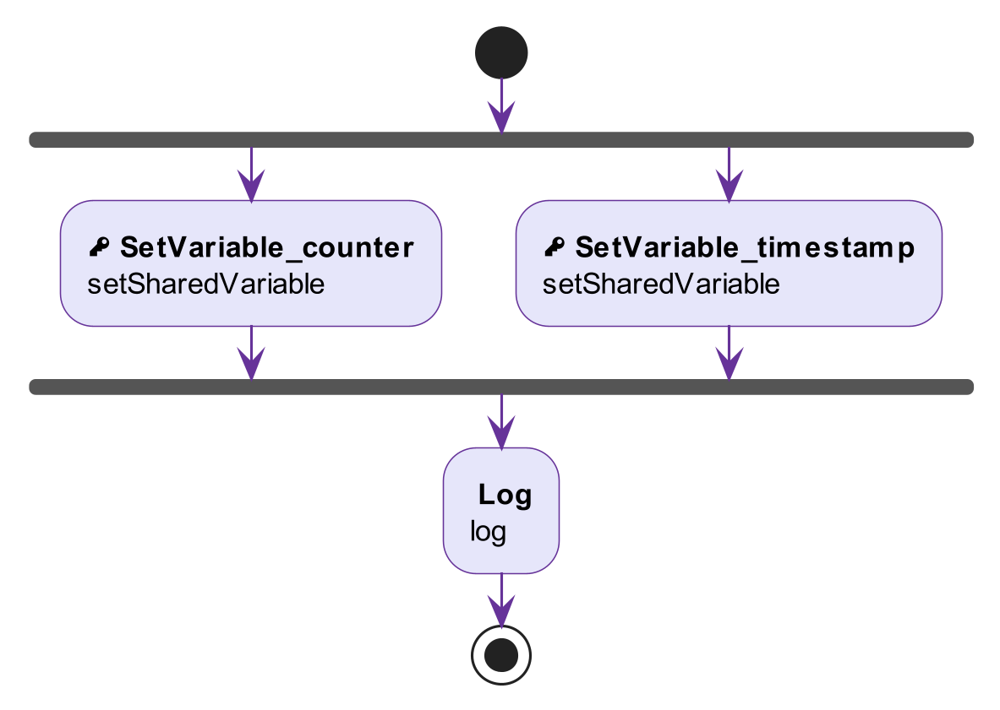 SetVariable_counter
setSharedVariable
SetVariable_timestamp
setSharedVariable
Log
log